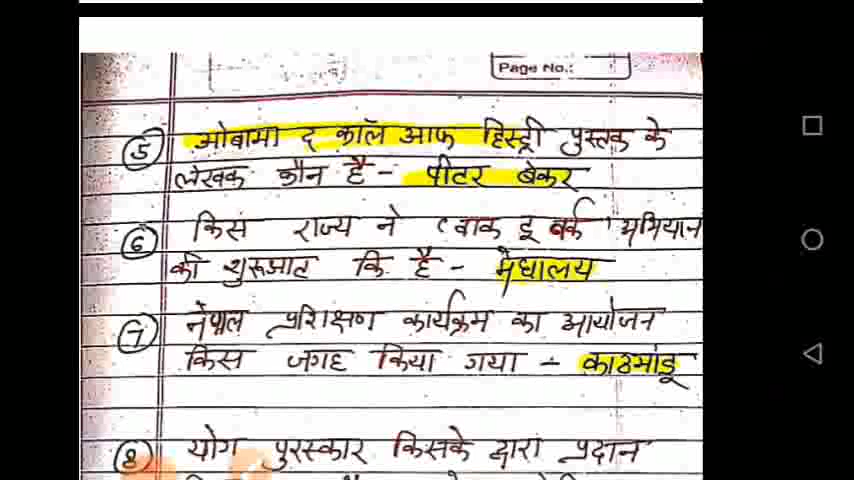 Page No.:
⑤ ओबामा द कॉल आफ हिस्ट्री पुस्तक के
लेखक कौन है - पीटर बेकर
⑥ किस राज्य ने 'वाक टू वर्क' अभियान
की शुरूआत कि है - मेघालय
⑦ नेपाल प्रशिक्षण कार्यक्रम का आयोजन
किस जगह किया गया - काठमांडू
⑧ योग पुरस्कार किसके द्वारा प्रदान